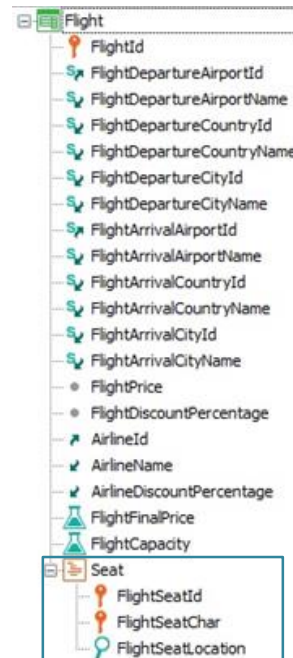 Flight
FlightId
FlightDepartureAirportId
FlightDepartureAirportName
FlightDepartureCountryId
FlightDepartureCountryName
FlightDepartureCityId
FlightDepartureCityName
FlightArrivalAirportId
FlightArrivalAirportName
FlightArrivalCountryId
FlightArrivalCountryName
FlightArrivalCityId
FlightArrivalCityName
FlightPrice
FlightDiscountPercentage
AirlineId
AirlineName
AirlineDiscountPercentage
FlightFinalPrice
FlightCapacity
Seat
FlightSeatId
FlightSeatChar
FlightSeatLocation